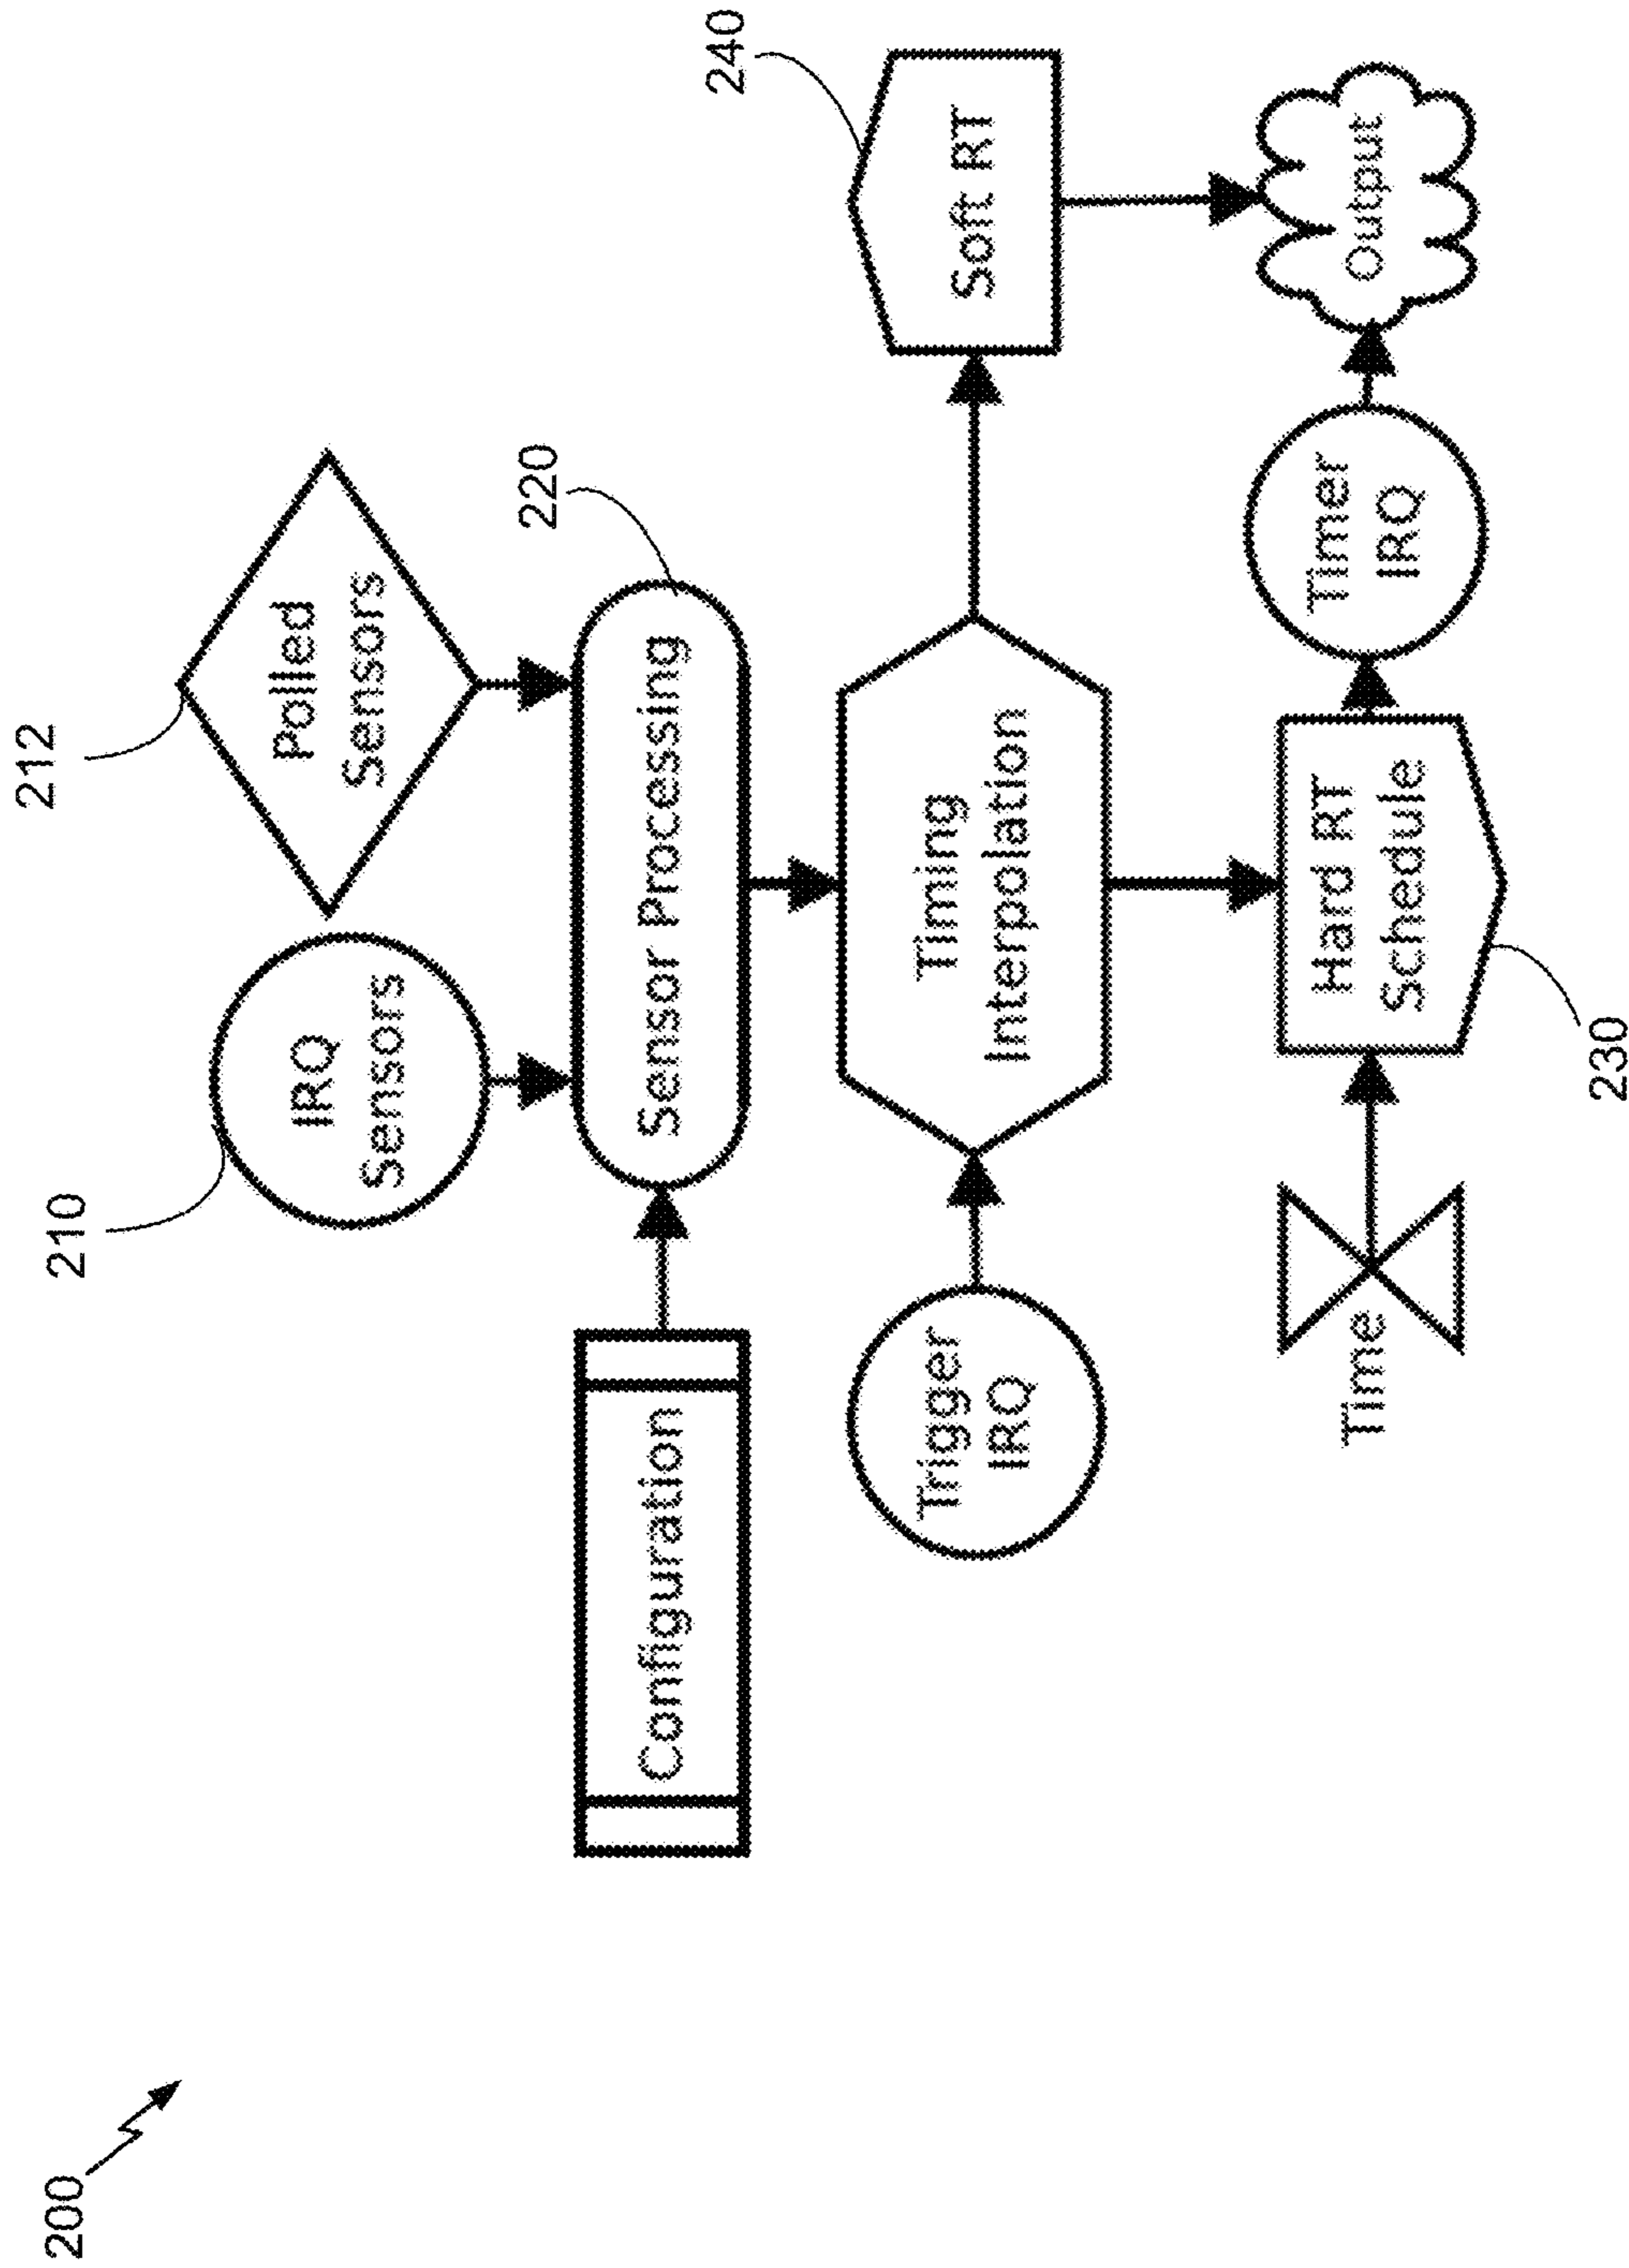 200
210
212
IRQ
Sensors
Polled
Sensors
220
Configuration
Sensor Processing
240
Trigger
IRQ
Timing
Interpolation
Soft RT
Time
Hard RT
Schedule
Timer
IRQ
Output
230